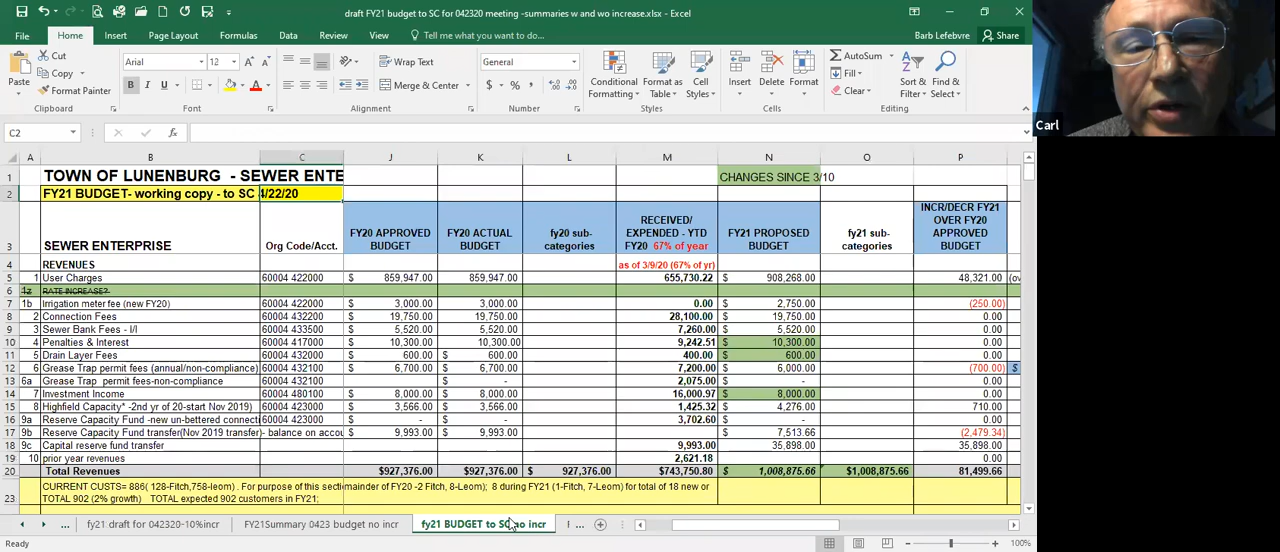 draft FY21 budget to SC for 042320 meeting -summaries w and wo increase.xlsx - Excel
Barb Lefebvre
File Home Insert Page Layout Formulas Data Review View Tell me what you want to do... Share
Cut
Copy
Format Painter
Paste
Arial 12
B I U
Wrap Text
Merge & Center
General
$ % ,
Conditional Formatting
Format as Table
Cell Styles
Insert Delete Format
AutoSum
Fill
Clear
Sort & Filter
Find & Select
Clipboard Font Alignment Number Styles Cells Editing
C2 fx
Carl
A B C J K L M N O P
1 TOWN OF LUNENBURG - SEWER ENTE CHANGES SINCE 3/10
2 FY21 BUDGET- working copy - to SC 4/22/20
3 SEWER ENTERPRISE Org Code/Acct. FY20 APPROVED BUDGET FY20 ACTUAL BUDGET fy20 sub-categories RECEIVED/ EXPENDED - YTD FY20 67% of year FY21 PROPOSED BUDGET fy21 sub-categories INCR/DECR FY21 OVER FY20 APPROVED BUDGET
4 REVENUES as of 3/9/20 (67% of yr)
5 1 User Charges 60004 422000 $ 859,947.00 859,947.00 655,730.22 $ 908,268.00 48,321.00 (ov
6 1z RATE INCREASE?
7 1b Irrigation meter fee (new FY20) 60004 422000 $ 3,000.00 $ 3,000.00 0.00 $ 2,750.00 (250.00)
8 2 Connection Fees 60004 432200 $ 19,750.00 $ 19,750.00 28,100.00 $ 19,750.00 0.00
9 3 Sewer Bank Fees - I/I 60004 433500 $ 5,520.00 $ 5,520.00 7,260.00 $ 5,520.00 0.00
10 4 Penalties & Interest 60004 417000 $ 10,300.00 $ 10,300.00 9,242.51 $ 10,300.00 0.00
11 5 Drain Layer Fees 60004 432000 $ 600.00 $ 600.00 400.00 $ 600.00 0.00
12 6 Grease Trap permit fees (annual/non-compliance) 60004 432100 $ 6,700.00 $ 6,700.00 7,200.00 $ 6,000.00 (700.00) $
13 6a Grease Trap permit fees-non-compliance 60004 432100 $ - 2,075.00 $ - 0.00
14 7 Investment Income 60004 480100 $ 8,000.00 $ 8,000.00 16,000.97 $ 8,000.00 0.00
15 8 Highfield Capacity* -2nd yr of 20-start Nov 2019) 60004 423000 $ 3,566.00 $ 3,566.00 1,425.32 $ 4,276.00 710.00
16 9a Reserve Capacity Fund -new un-bettered connecti 60004 423000 $ - $ - 3,702.60 $ - 0.00
17 9b Reserve Capacity Fund transfer(Nov 2019 transfer)- balance on accou $ 9,993.00 $ 9,993.00 $ 7,513.66 (2,479.34)
18 9c Capital reserve fund transfer 9,993.00 $ 35,898.00 35,898.00
19 10 prior year revenues 2,621.18 0.00
20 Total Revenues $927,376.00 $927,376.00 $ 927,376.00 $743,750.80 $ 1,008,875.66 $1,008,875.66 81,499.66
23 CURRENT CUSTS= 886( 128-Fitch,758-leom). For purpose of this secti mainder of FY20 -2 Fitch, 8-Leom); 8 during FY21 (1-Fitch, 7-Leom) for total of 18 new or
TOTAL 902 (2% growth) TOTAL expected 902 customers in FY21;
... fy21 draft for 042320-10%incr FY21Summary 0423 budget no incr fy21 BUDGET to SC no incr ...
Ready 100%